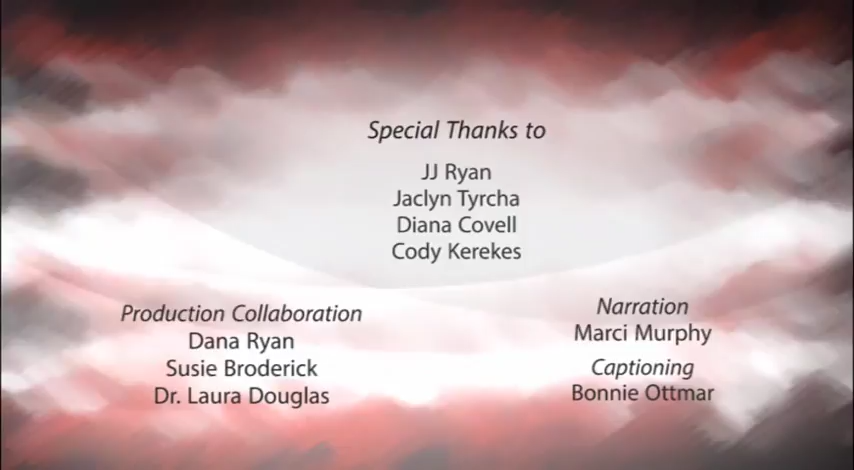 Special Thanks to
JJ Ryan
Jaclyn Tyrcha
Diana Covell
Cody Kerekes
Production Collaboration
Dana Ryan
Susie Broderick
Dr. Laura Douglas
Narration
Marci Murphy
Captioning
Bonnie Ottmar